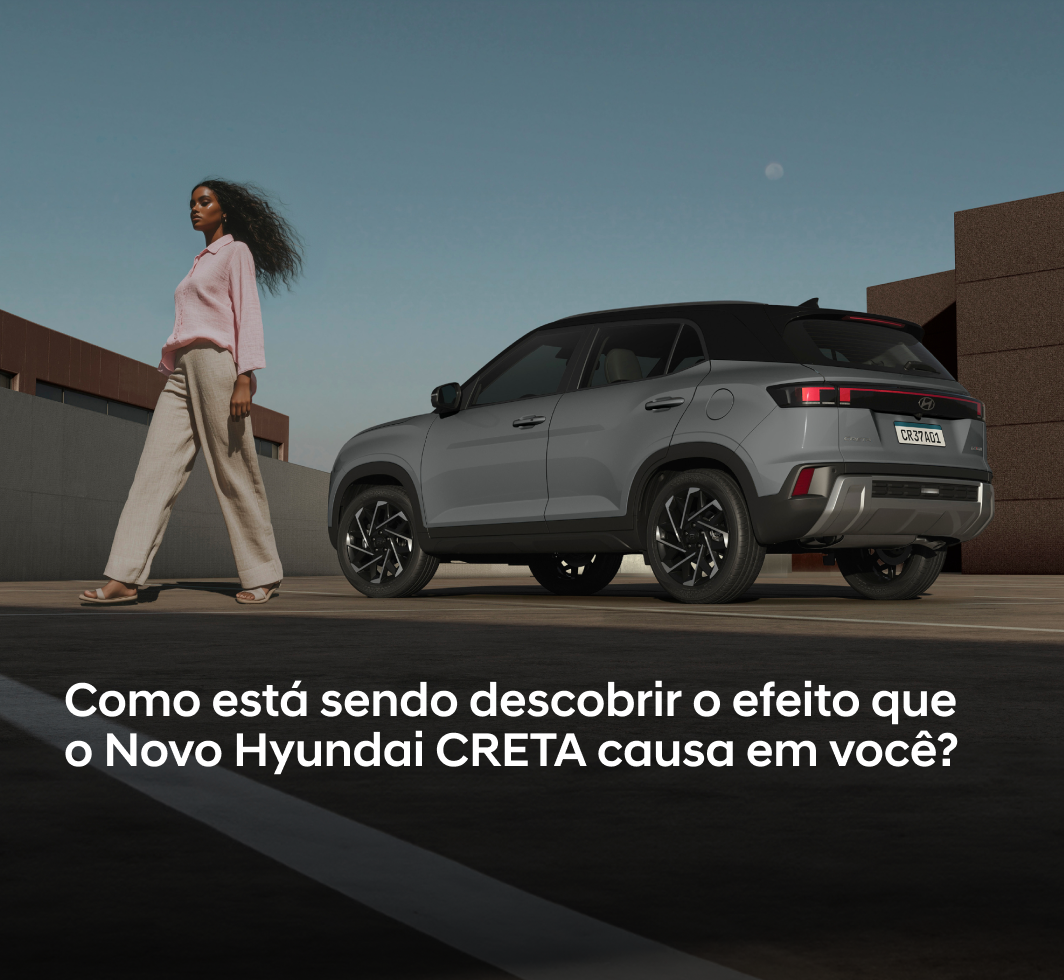 CR37A01
Como está sendo descobrir o efeito que
o Novo Hyundai CRETA causa em você?